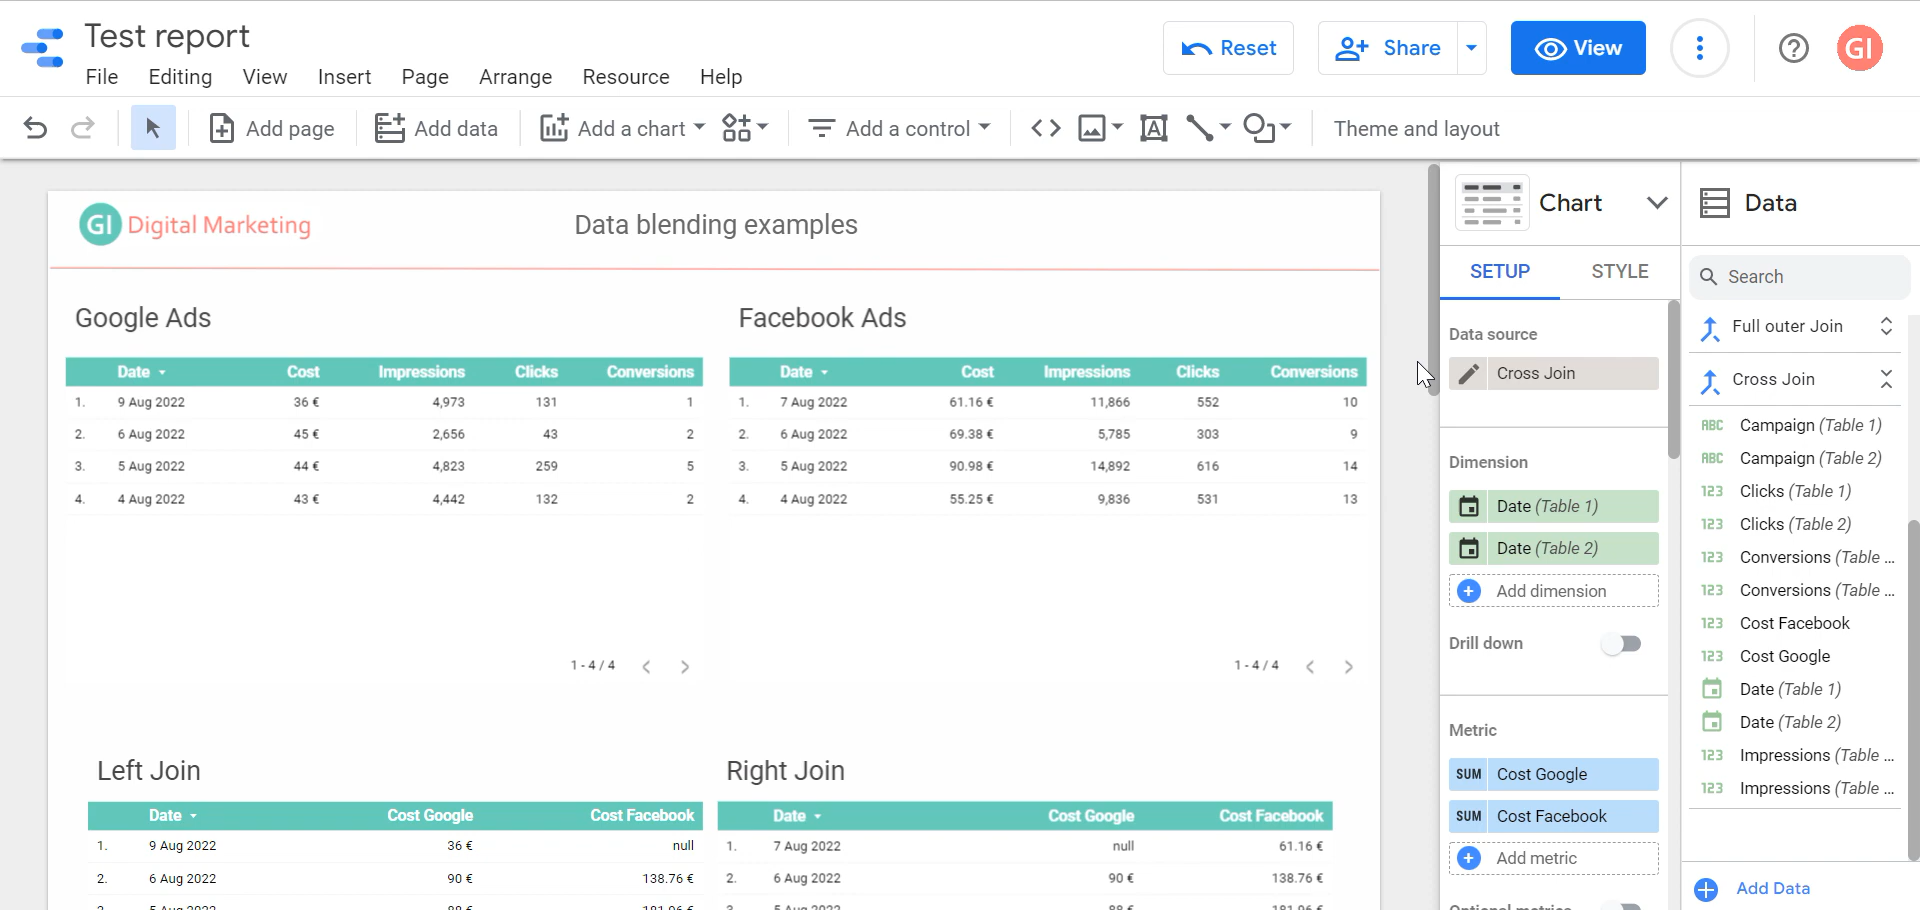 Test report
File Editing View Insert Page Arrange Resource Help
Reset Share View GI
Add page Add data Add a chart Add a control Theme and layout
GI Digital Marketing
Data blending examples
Google Ads
Date Cost Impressions Clicks Conversions
1. 9 Aug 2022 36 € 4,973 131 1
2. 6 Aug 2022 45 € 2,656 43 2
3. 5 Aug 2022 44 € 4,823 259 5
4. 4 Aug 2022 43 € 4,442 132 2
1 - 4 / 4
Facebook Ads
Date Cost Impressions Clicks Conversions
1. 7 Aug 2022 61.16 € 11,866 552 10
2. 6 Aug 2022 69.38 € 5,785 303 9
3. 5 Aug 2022 90.98 € 14,892 616 14
4. 4 Aug 2022 55.25 € 9,836 531 13
1 - 4 / 4
Left Join
Date Cost Google Cost Facebook
1. 9 Aug 2022 36 € null
2. 6 Aug 2022 90 € 138.76 €
Right Join
Date Cost Google Cost Facebook
1. 7 Aug 2022 null 61.16 €
2. 6 Aug 2022 90 € 138.76 €
Chart
SETUP STYLE
Data source
Cross Join
Dimension
Date (Table 1)
Date (Table 2)
Add dimension
Drill down
Metric
SUM Cost Google
SUM Cost Facebook
Add metric
Data
Search
Full outer Join
Cross Join
ABC Campaign (Table 1)
ABC Campaign (Table 2)
123 Clicks (Table 1)
123 Clicks (Table 2)
123 Conversions (Table ...
123 Conversions (Table ...
123 Cost Facebook
123 Cost Google
Date (Table 1)
Date (Table 2)
123 Impressions (Table ...
123 Impressions (Table ...
Add Data